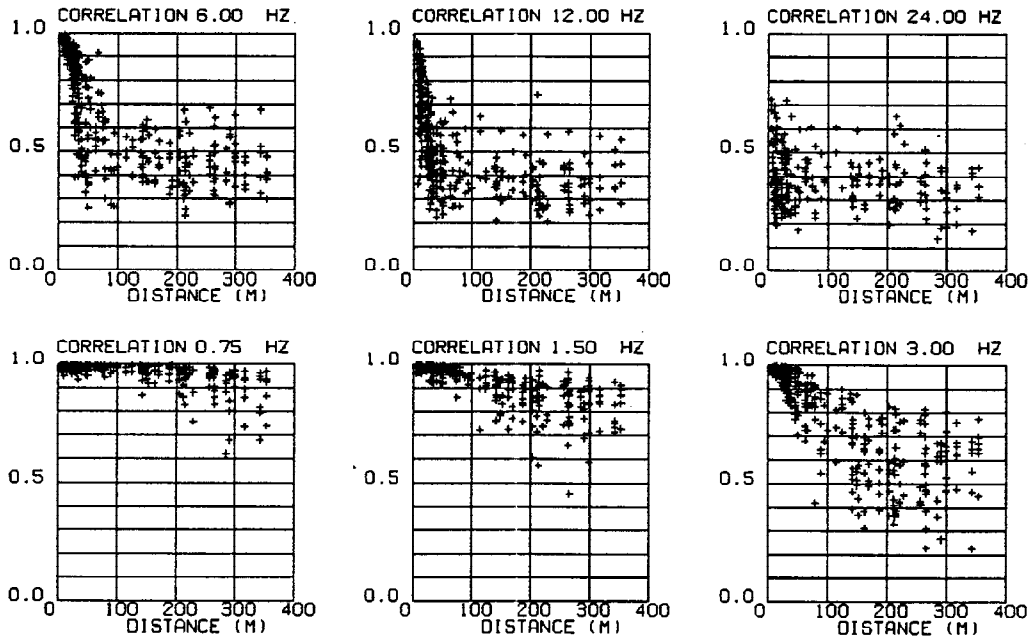 CORRELATION 6.00 HZ
1.0
0.5
0.0
0 100 200 300 400
DISTANCE (M)
CORRELATION 12.00 HZ
1.0
0.5
0.0
0 100 200 300 400
DISTANCE (M)
CORRELATION 24.00 HZ
1.0
0.5
0.0
0 100 200 300 400
DISTANCE (M)
CORRELATION 0.75 HZ
1.0
0.5
0.0
0 100 200 300 400
DISTANCE (M)
CORRELATION 1.50 HZ
1.0
0.5
0.0
0 100 200 300 400
DISTANCE (M)
CORRELATION 3.00 HZ
1.0
0.5
0.0
0 100 200 300 400
DISTANCE (M)